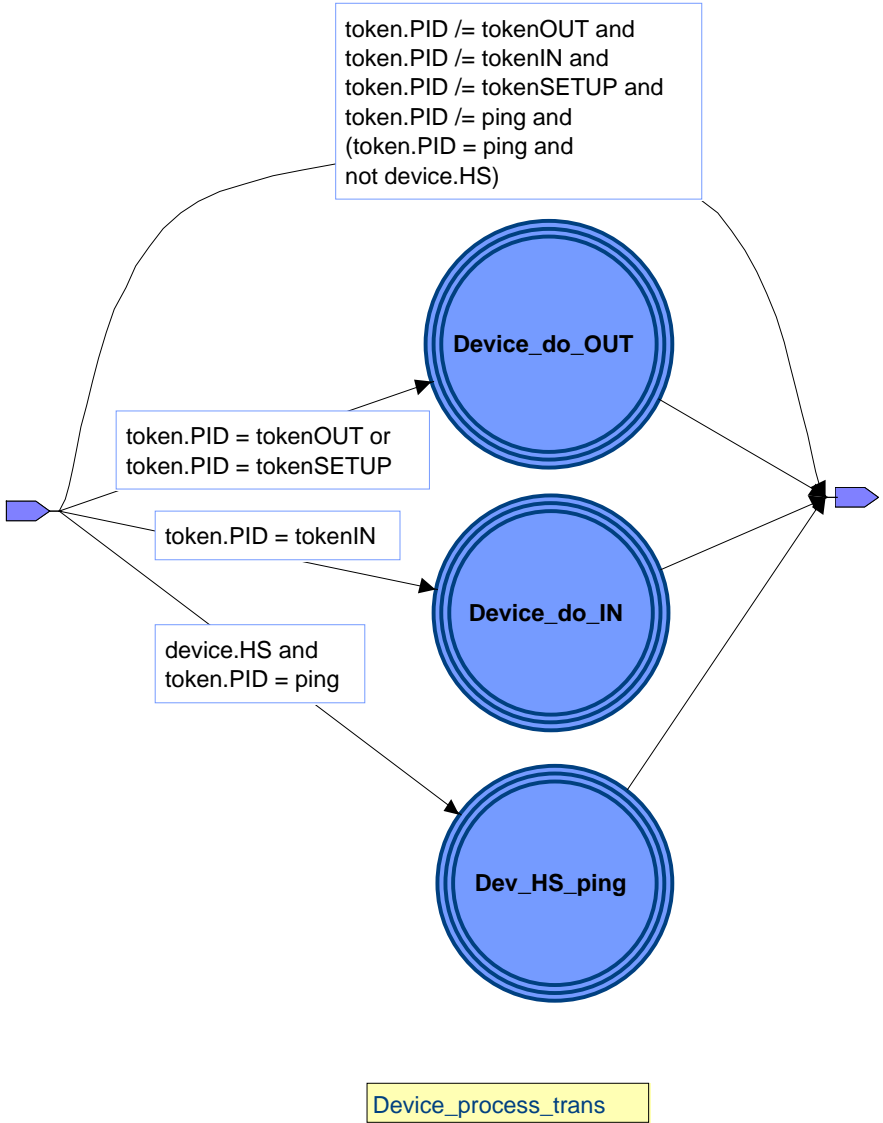 token.PID /= tokenOUT and
token.PID /= tokenIN and
token.PID /= tokenSETUP and
token.PID /= ping and
(token.PID = ping and
not device.HS)
Device_do_OUT
token.PID = tokenOUT or
token.PID = tokenSETUP
token.PID = tokenIN
Device_do_IN
device.HS and
token.PID = ping
Dev_HS_ping
Device_process_trans